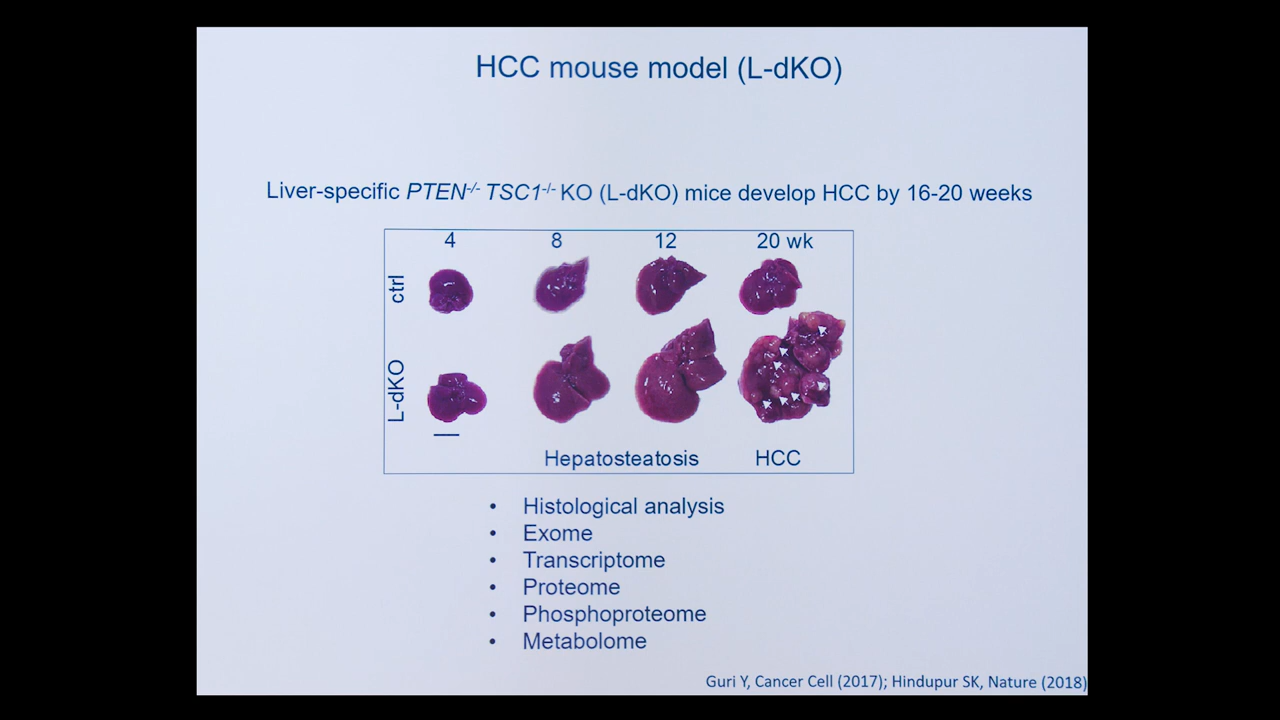 HCC mouse model (L-dKO)
Liver-specific PTEN-/- TSC1-/- KO (L-dKO) mice develop HCC by 16-20 weeks
4 8 12 20 wk
ctrl
L-dKO
Hepatosteatosis HCC
• Histological analysis
• Exome
• Transcriptome
• Proteome
• Phosphoproteome
• Metabolome
Guri Y, Cancer Cell (2017); Hindupur SK, Nature (2018)